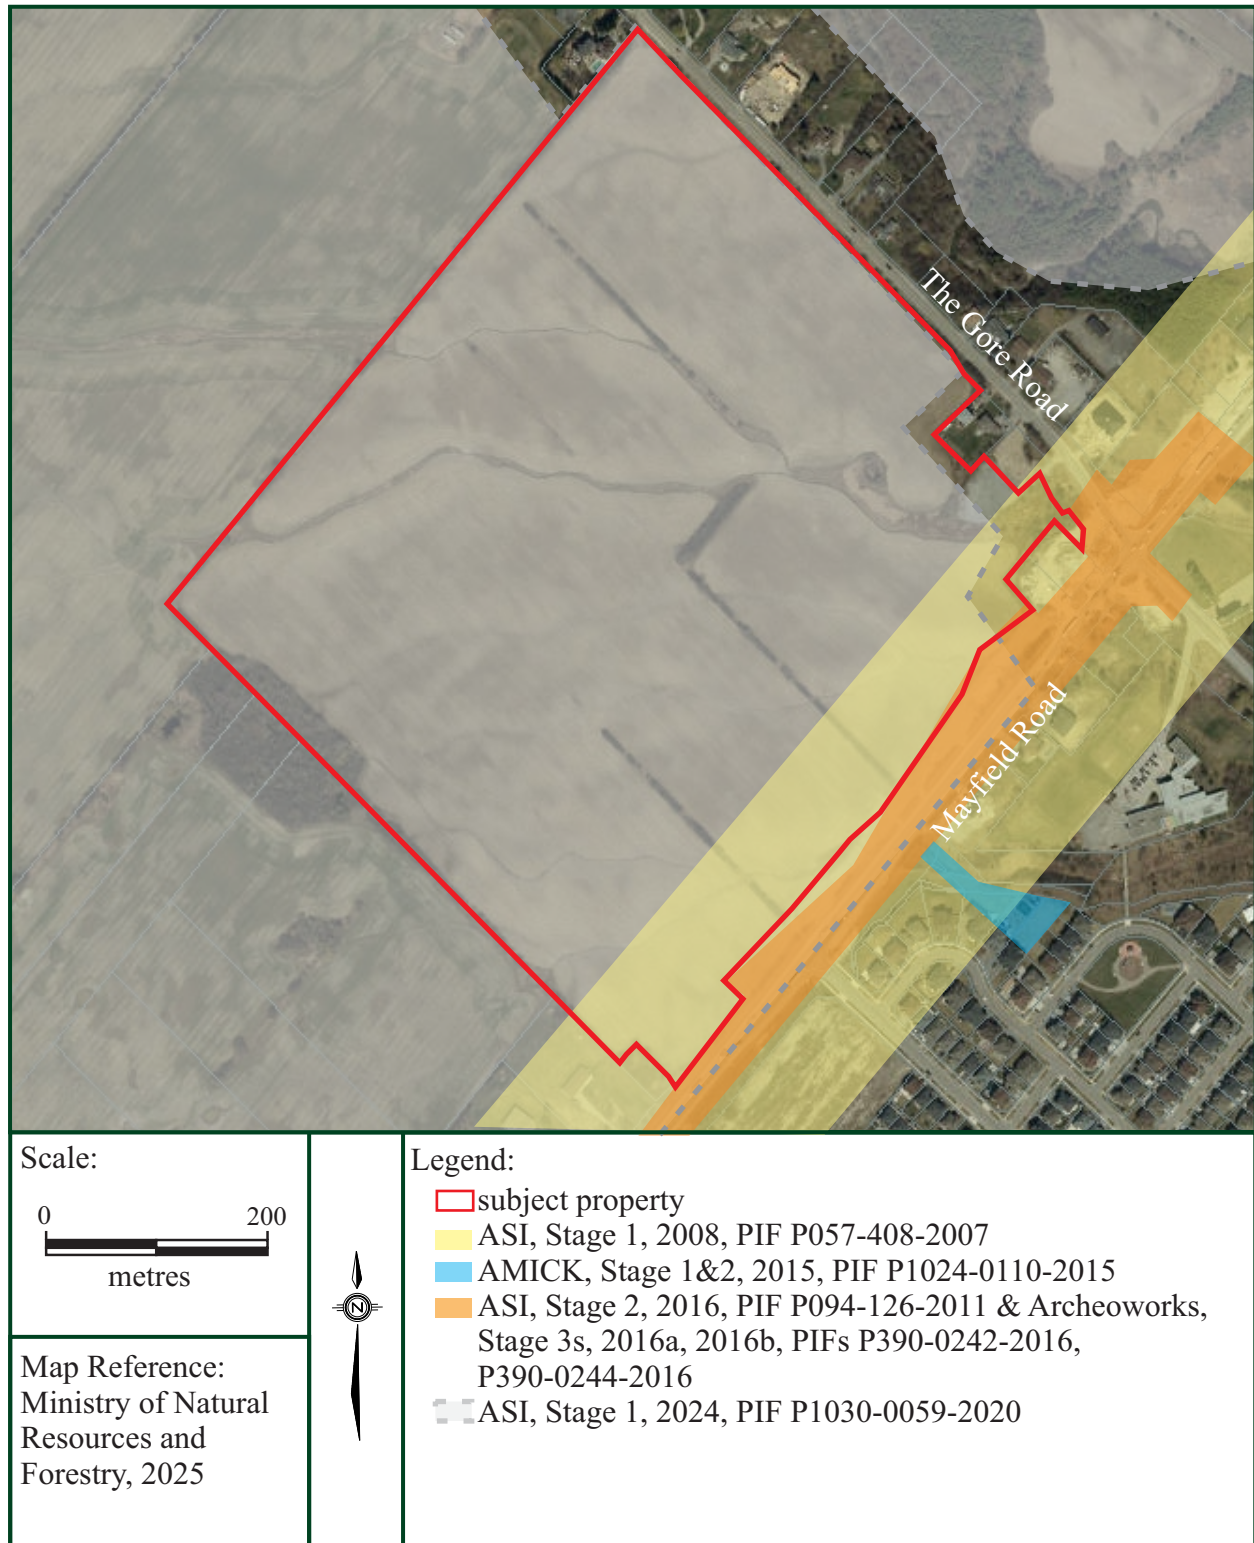 The Gore Road
Mayfield Road
Scale:
0 200
metres
Map Reference:
Ministry of Natural
Resources and
Forestry, 2025
N
Legend:
subject property
ASI, Stage 1, 2008, PIF P057-408-2007
AMICK, Stage 1&2, 2015, PIF P1024-0110-2015
ASI, Stage 2, 2016, PIF P094-126-2011 & Archeoworks,
Stage 3s, 2016a, 2016b, PIFs P390-0242-2016,
P390-0244-2016
ASI, Stage 1, 2024, PIF P1030-0059-2020